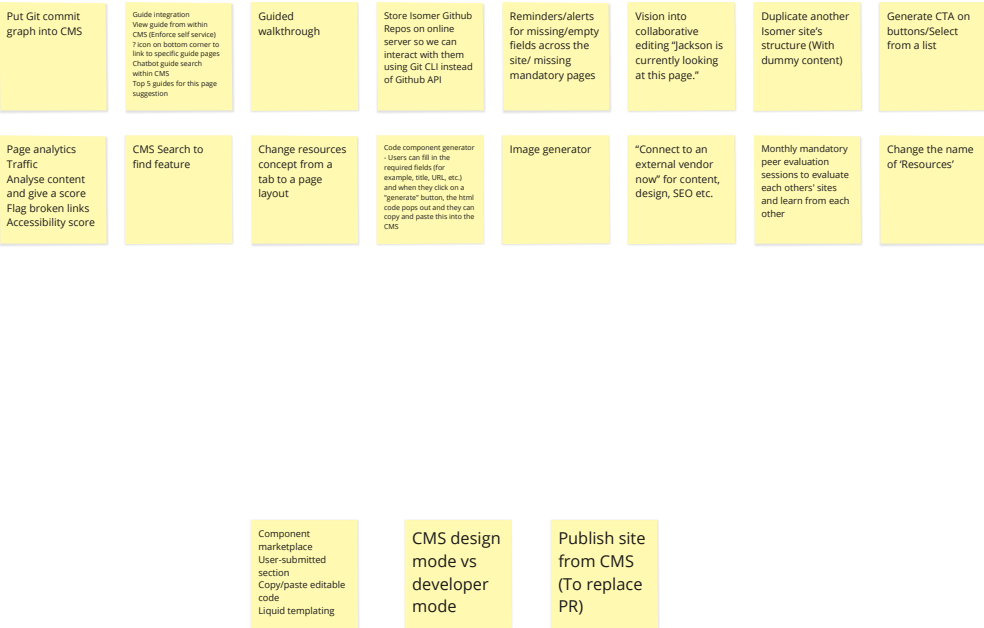 Put Git commit
graph into CMS
Guide integration
View guide from within
CMS (Enforce self service)
? icon on bottom corner to
link to specific guide pages
Chatbot guide search
within CMS
Top 5 guides for this page
suggestion
Guided
walkthrough
Store Isomer Github
Repos on online
server so we can
interact with them
using Git CLI instead
of Github API
Reminders/alerts
for missing/empty
fields across the
site/ missing
mandatory pages
Vision into
collaborative
editing “Jackson is
currently looking
at this page.”
Duplicate another
Isomer site's
structure (With
dummy content)
Generate CTA on
buttons/Select
from a list
Page analytics
Traffic
Analyse content
and give a score
Flag broken links
Accessibility score
CMS Search to
find feature
Change resources
concept from a
tab to a page
layout
Code component generator
- Users can fill in the
required fields (for
example, title, URL, etc.)
and when they click on a
"generate" button, the html
code pops out and they can
copy and paste this into the
CMS
Image generator
“Connect to an
external vendor
now” for content,
design, SEO etc.
Monthly mandatory
peer evaluation
sessions to evaluate
each others' sites
and learn from each
other
Change the name
of ‘Resources’
Component
marketplace
User-submitted
section
Copy/paste editable
code
Liquid templating
CMS design
mode vs
developer
mode
Publish site
from CMS
(To replace
PR)